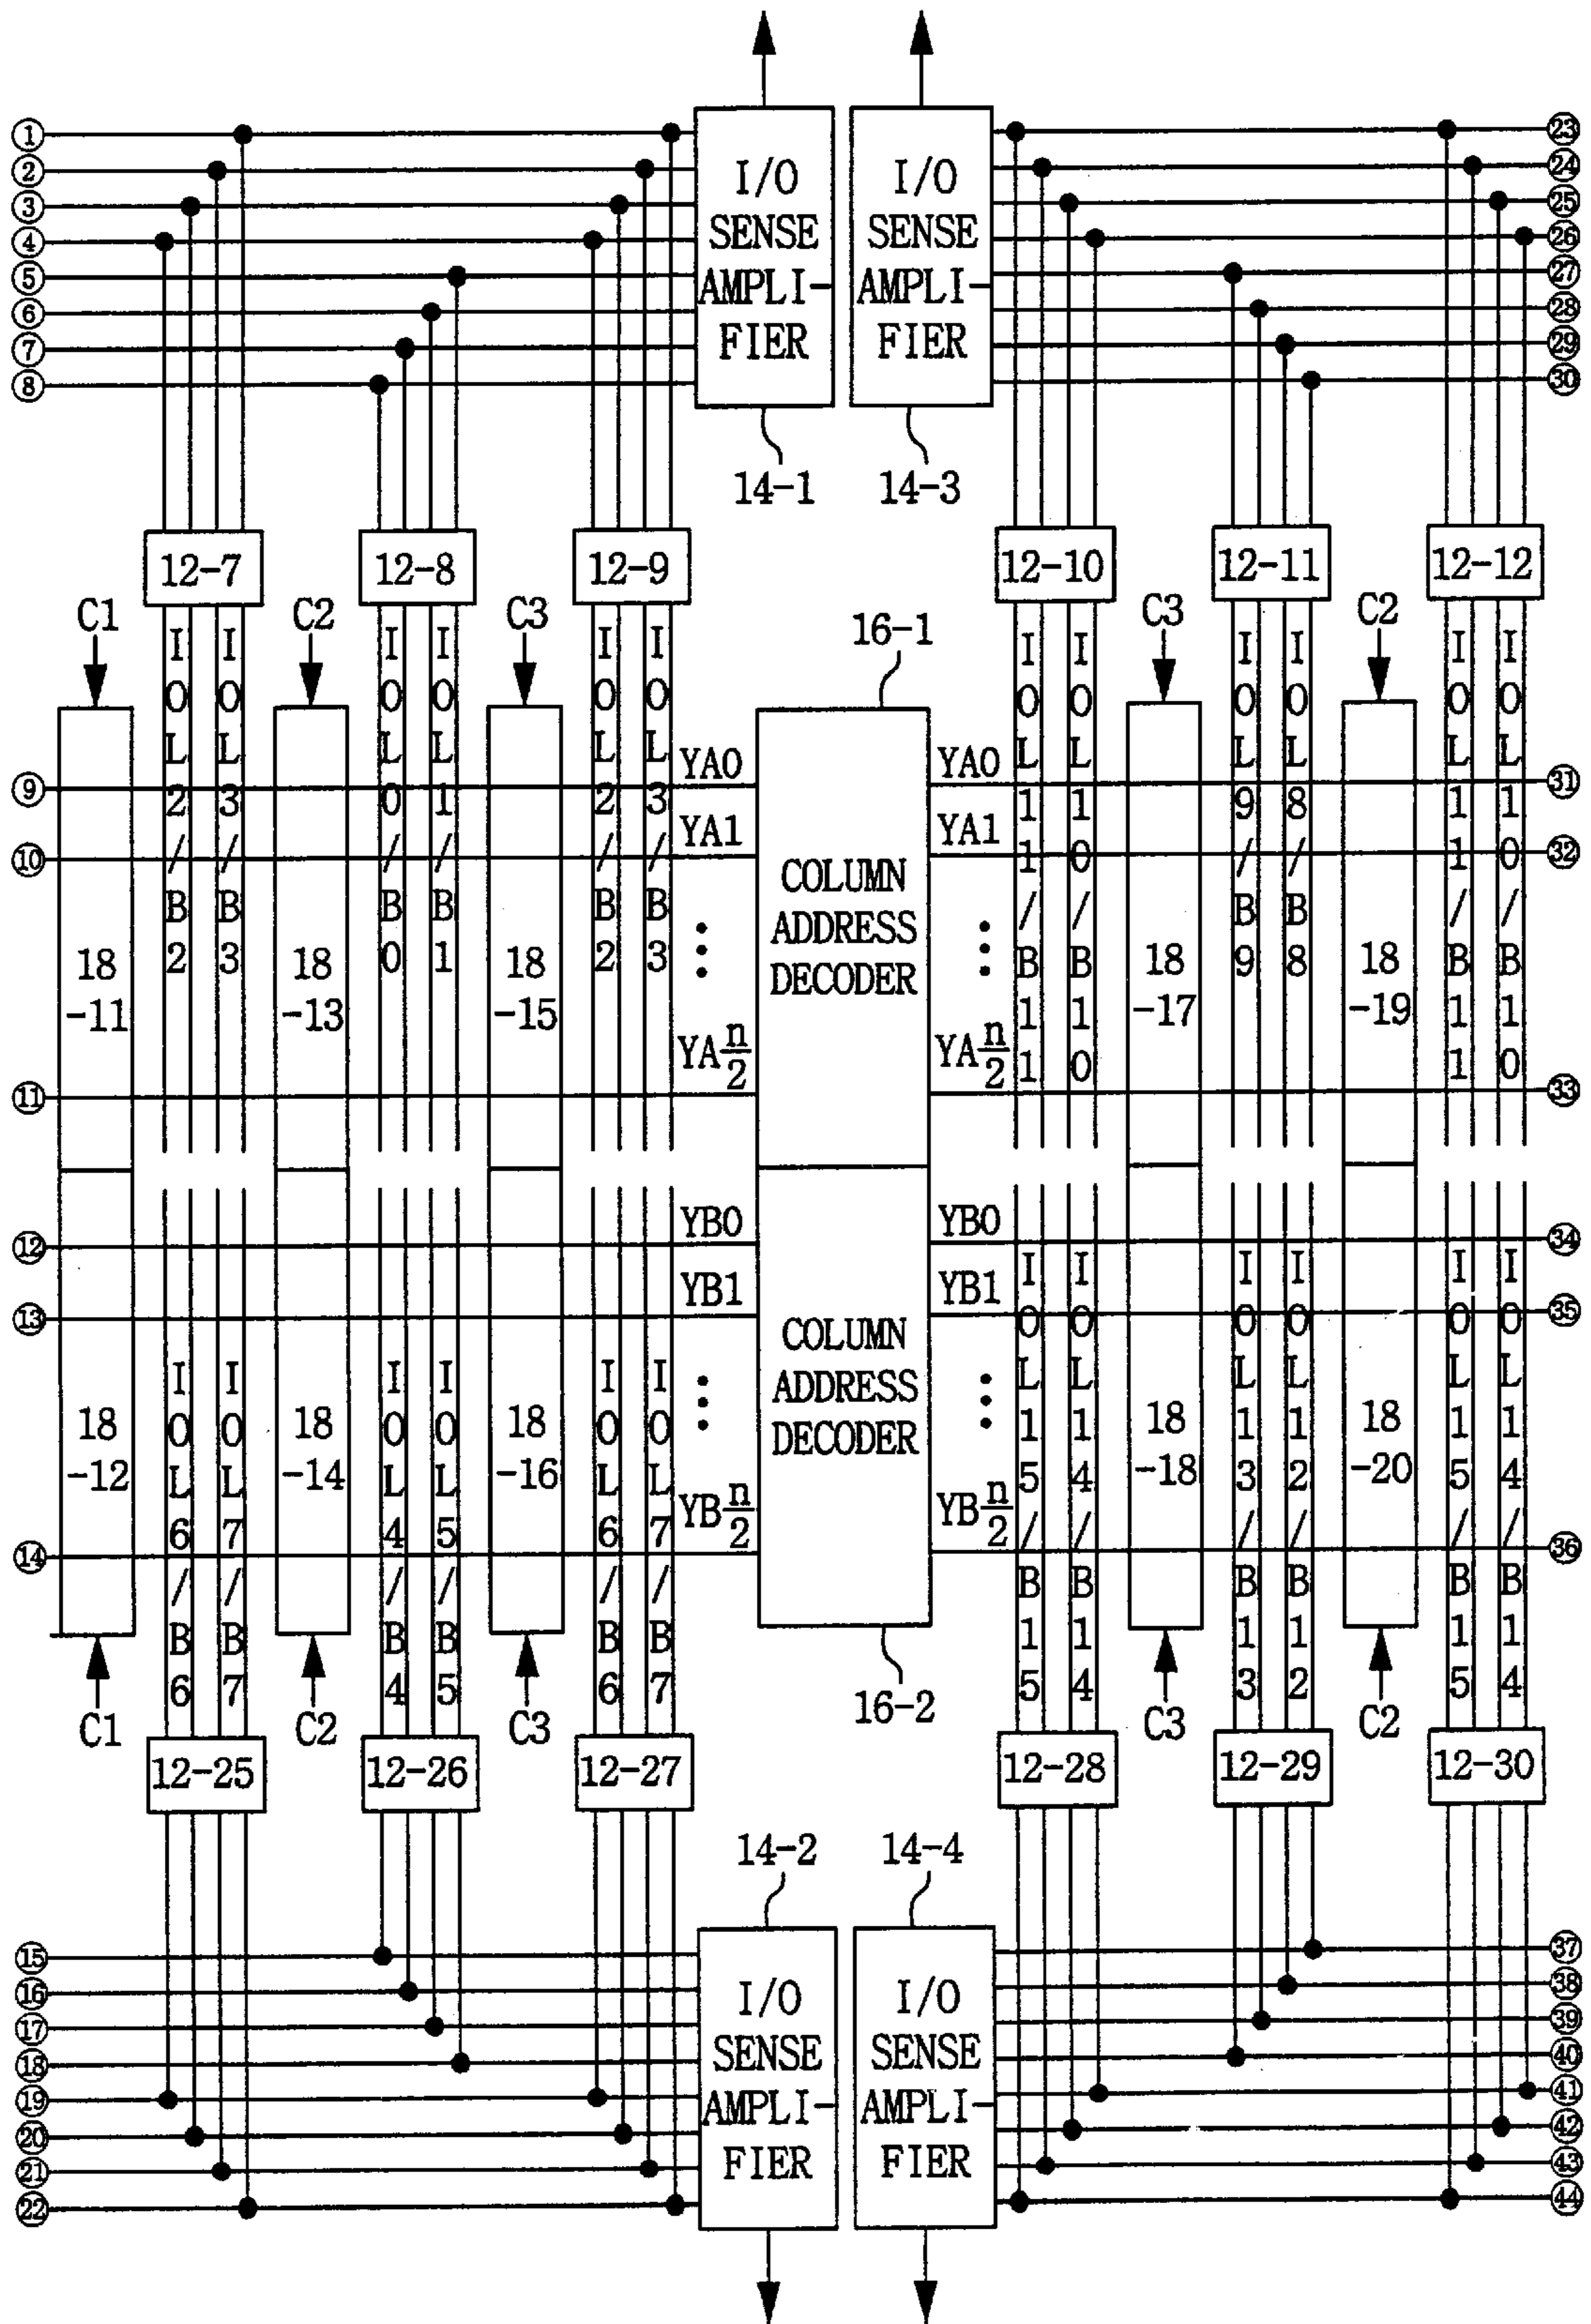 ① I/O I/O ㉓
② SENSE SENSE ㉔
③ AMPLI- AMPLI- ㉕
④ FIER FIER ㉖
⑤ ㉗
⑥ ㉘
⑦ ㉙
⑧ ㉚
14-1 14-3
12-7 12-8 12-9 12-10 12-11 12-12
C1 C2 C3 16-1 C3 C2
IOL2/B2 IOL3/B3 IOL0/B0 IOL1/B1 IOL2/B2 IOL3/B3 IOL11/B11 IOL10/B10 IOL9/B9 IOL8/B8 IOL11/B11 IOL10/B10
⑨ YA0 YA0 ㉛
⑩ YA1 YA1 ㉜
COLUMN
ADDRESS
DECODER
18 18 18 18 18
-11 -13 -15 -17 -19
⑪ YAn/2 YAn/2 ㉝
⑫ YB0 YB0 ㉞
⑬ YB1 YB1 ㉟
COLUMN
ADDRESS
DECODER
18 18 18 18 18
-12 -14 -16 -18 -20
⑭ YBn/2 YBn/2 ㊱
IOL6/B6 IOL7/B7 IOL4/B4 IOL5/B5 IOL6/B6 IOL7/B7 IOL15/B15 IOL14/B14 IOL13/B13 IOL12/B12 IOL15/B15 IOL14/B14
C1 C2 C3 16-2 C3 C2
12-25 12-26 12-27 12-28 12-29 12-30
14-2 14-4
⑮ ㊲
⑯ I/O I/O ㊳
⑰ SENSE SENSE ㊴
⑱ AMPLI- AMPLI- ㊵
⑲ FIER FIER ㊶
⑳ ㊷
㉑ ㊸
㉒ ㊹